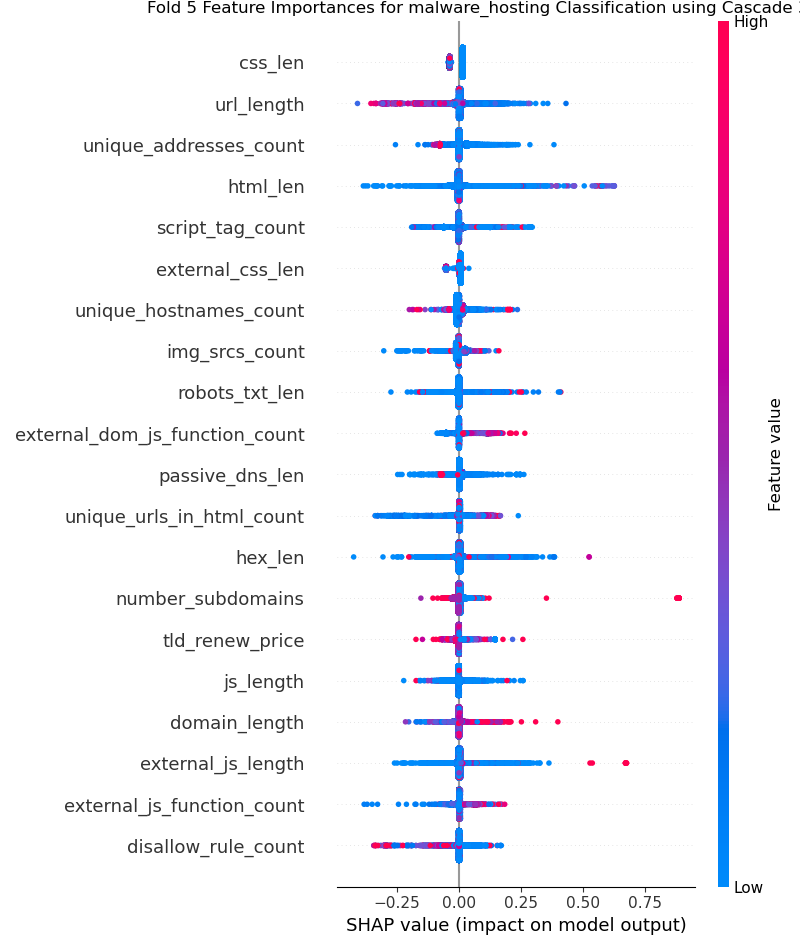 Fold 5 Feature Importances for malware_hosting Classification using Cascade
High
css_len
url_length
unique_addresses_count
html_len
script_tag_count
external_css_len
unique_hostnames_count
img_srcs_count
robots_txt_len
external_dom_js_function_count
passive_dns_len
unique_urls_in_html_count
hex_len
number_subdomains
tld_renew_price
js_length
domain_length
external_js_length
external_js_function_count
disallow_rule_count
Feature value
Low
−0.25 0.00 0.25 0.50 0.75
SHAP value (impact on model output)